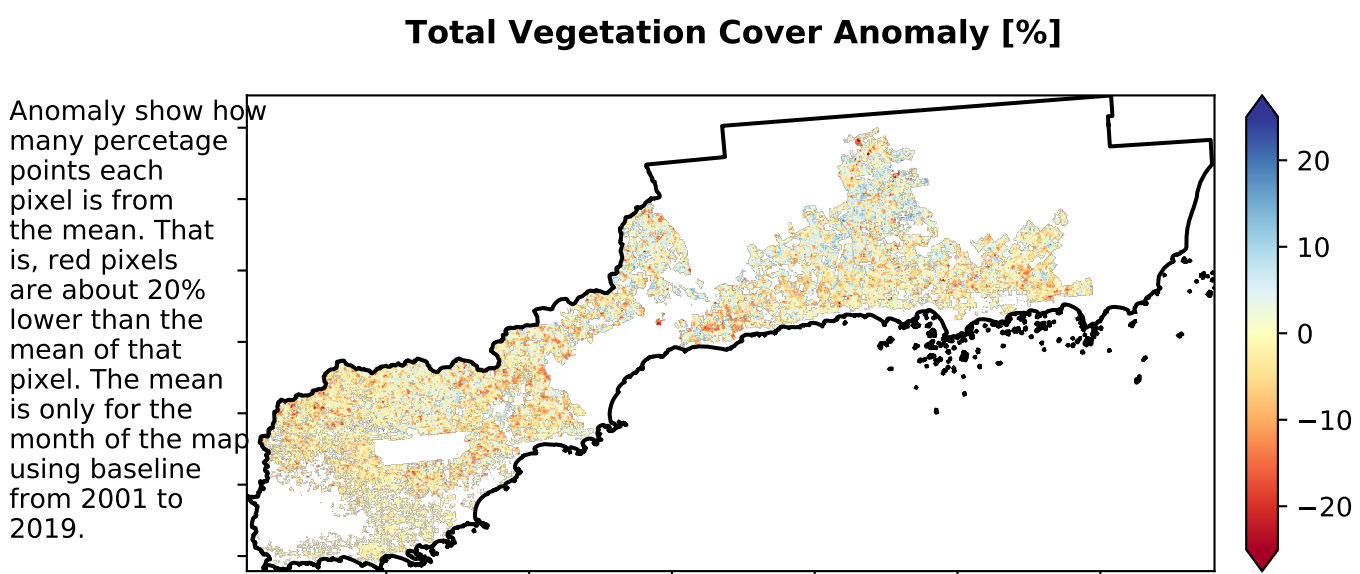 Total Vegetation Cover Anomaly [%]
Anomaly show how
many percetage
points each
pixel is from
the mean. That
is, red pixels
are about 20%
lower than the
mean of that
pixel. The mean
is only for the
month of the map
using baseline
from 2001 to
2019.
20
10
0
−10
−20